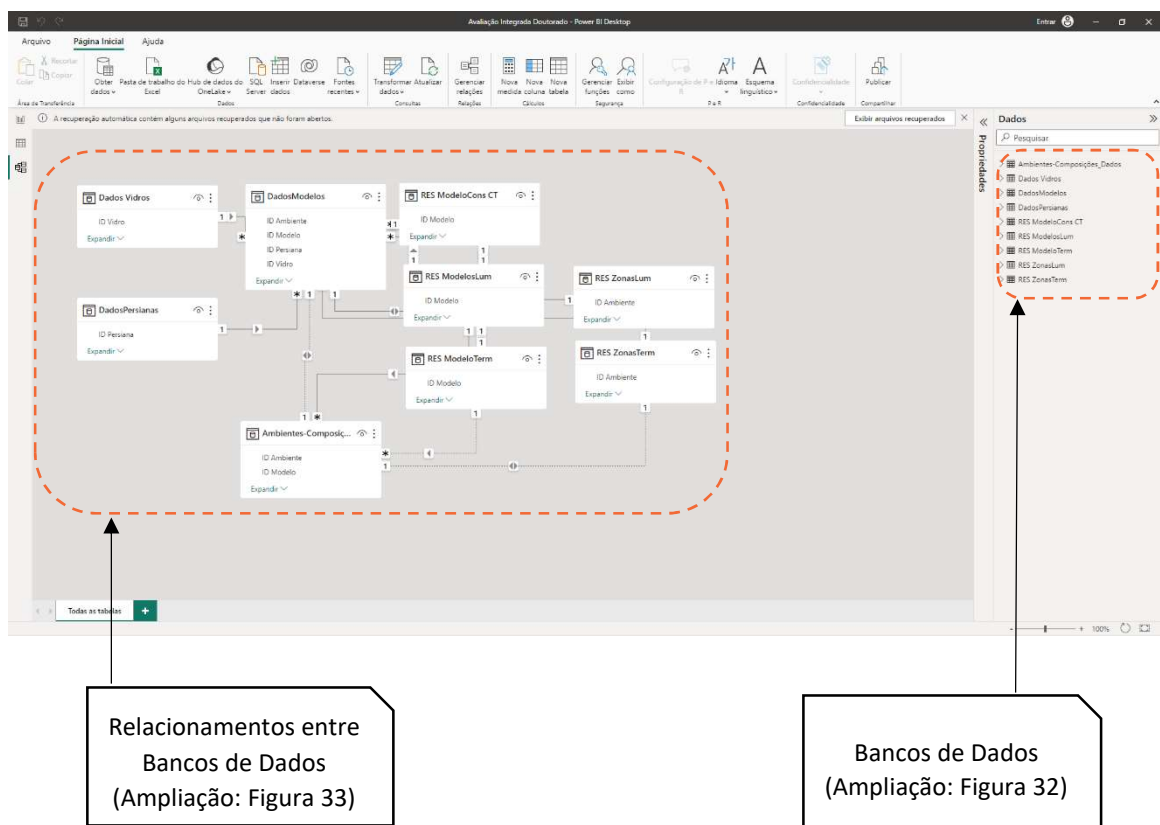 Avaliação Integrada Doutorado - Power BI Desktop
Entrar
Arquivo Página Inicial Ajuda
Colar
Recortar
Copiar
Área de Transferência
Obter dados
Pasta de trabalho do Excel
Hub de dados do OneLake
SQL Server
Inserir dados
Dataverse
Fontes recentes
Dados
Transformar dados
Atualizar
Consultas
Gerenciar relações
Relações
Nova medida
Nova coluna
Nova tabela
Cálculos
Gerenciar funções
Exibir como
Segurança
Configuração de P e R
Idioma
Esquema linguístico
P e R
Confidencialidade
Confidencialidade
Publicar
Compartilhar
A recuperação automática contém alguns arquivos recuperados que não foram abertos.
Exibir arquivos recuperados
Propriedades
Dados
Pesquisar
Ambientes-Composições_Dados
Dados Vidros
DadosModelos
DadosPersianas
RES ModeloCons CT
RES ModelosLum
RES ModeloTerm
RES ZonasLum
RES ZonasTerm
Dados Vidros
ID Vidro
Expandir
DadosModelos
ID Ambiente
ID Modelo
ID Persiana
ID Vidro
Expandir
RES ModeloCons CT
ID Modelo
Expandir
RES ModelosLum
ID Modelo
Expandir
RES ZonasLum
ID Ambiente
Expandir
DadosPersianas
ID Persiana
Expandir
RES ModeloTerm
ID Modelo
Expandir
RES ZonasTerm
ID Ambiente
Expandir
Ambientes-Composiç...
ID Ambiente
ID Modelo
Expandir
Todas as tabelas +
- + 100%
Relacionamentos entre
Bancos de Dados
(Ampliação: Figura 33)
Bancos de Dados
(Ampliação: Figura 32)